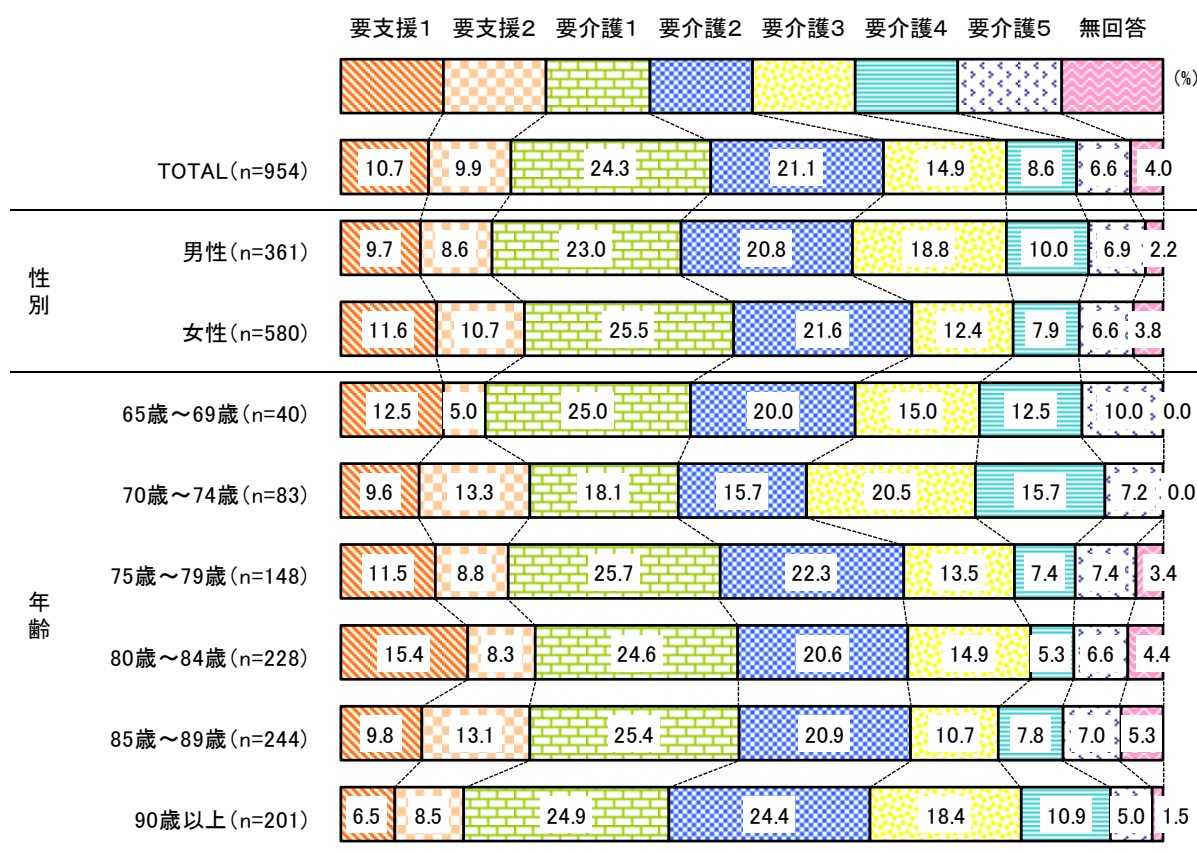 要支援1 要支援2 要介護1 要介護2 要介護3 要介護4 要介護5 無回答
(%)
TOTAL(n=954) 10.7 9.9 24.3 21.1 14.9 8.6 6.6 4.0
性別
男性(n=361) 9.7 8.6 23.0 20.8 18.8 10.0 6.9 2.2
女性(n=580) 11.6 10.7 25.5 21.6 12.4 7.9 6.6 3.8
年齢
65歳～69歳(n=40) 12.5 5.0 25.0 20.0 15.0 12.5 10.0 0.0
70歳～74歳(n=83) 9.6 13.3 18.1 15.7 20.5 15.7 7.2 0.0
75歳～79歳(n=148) 11.5 8.8 25.7 22.3 13.5 7.4 7.4 3.4
80歳～84歳(n=228) 15.4 8.3 24.6 20.6 14.9 5.3 6.6 4.4
85歳～89歳(n=244) 9.8 13.1 25.4 20.9 10.7 7.8 7.0 5.3
90歳以上(n=201) 6.5 8.5 24.9 24.4 18.4 10.9 5.0 1.5